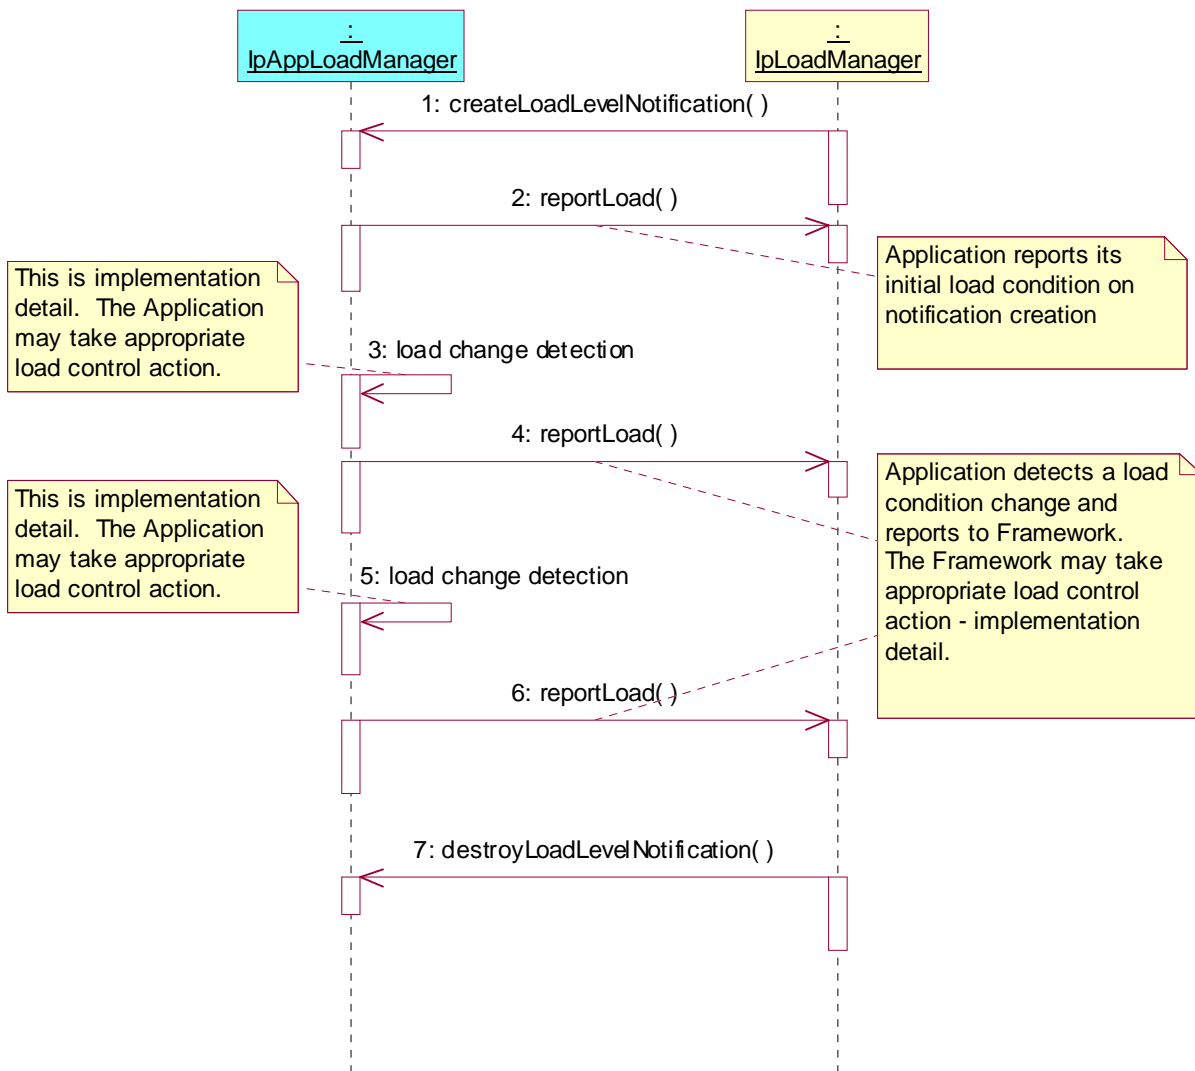 :
IpAppLoadManager
:
IpLoadManager
1: createLoadLevelNotification( )
2: reportLoad( )
Application reports its
initial load condition on
notification creation
This is implementation
detail. The Application
may take appropriate
load control action.
3: load change detection
4: reportLoad( )
Application detects a load
condition change and
reports to Framework.
The Framework may take
appropriate load control
action - implementation
detail.
This is implementation
detail. The Application
may take appropriate
load control action.
5: load change detection
6: reportLoad( )
7: destroyLoadLevelNotification( )